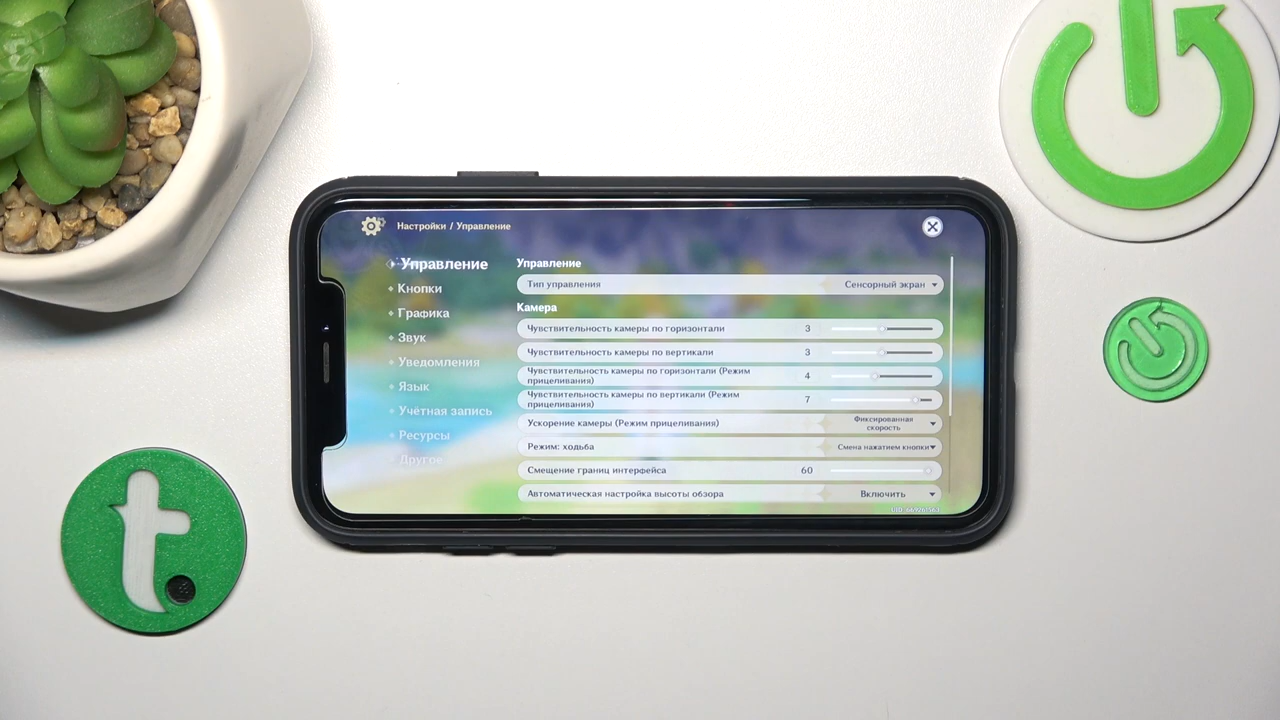 Настройки / Управление
Управление
Кнопки
Графика
Звук
Уведомления
Язык
Учётная запись
Ресурсы
Другое
Управление
Тип управления Сенсорный экран
Камера
Чувствительность камеры по горизонтали 3
Чувствительность камеры по вертикали 3
Чувствительность камеры по горизонтали (Режим
прицеливания) 4
Чувствительность камеры по вертикали (Режим
прицеливания) 7
Ускорение камеры (Режим прицеливания) Фиксированная
скорость
Режим: ходьба Смена нажатием кнопки
Смещение границ интерфейса 60
Автоматическая настройка высоты обзора Включить
t.